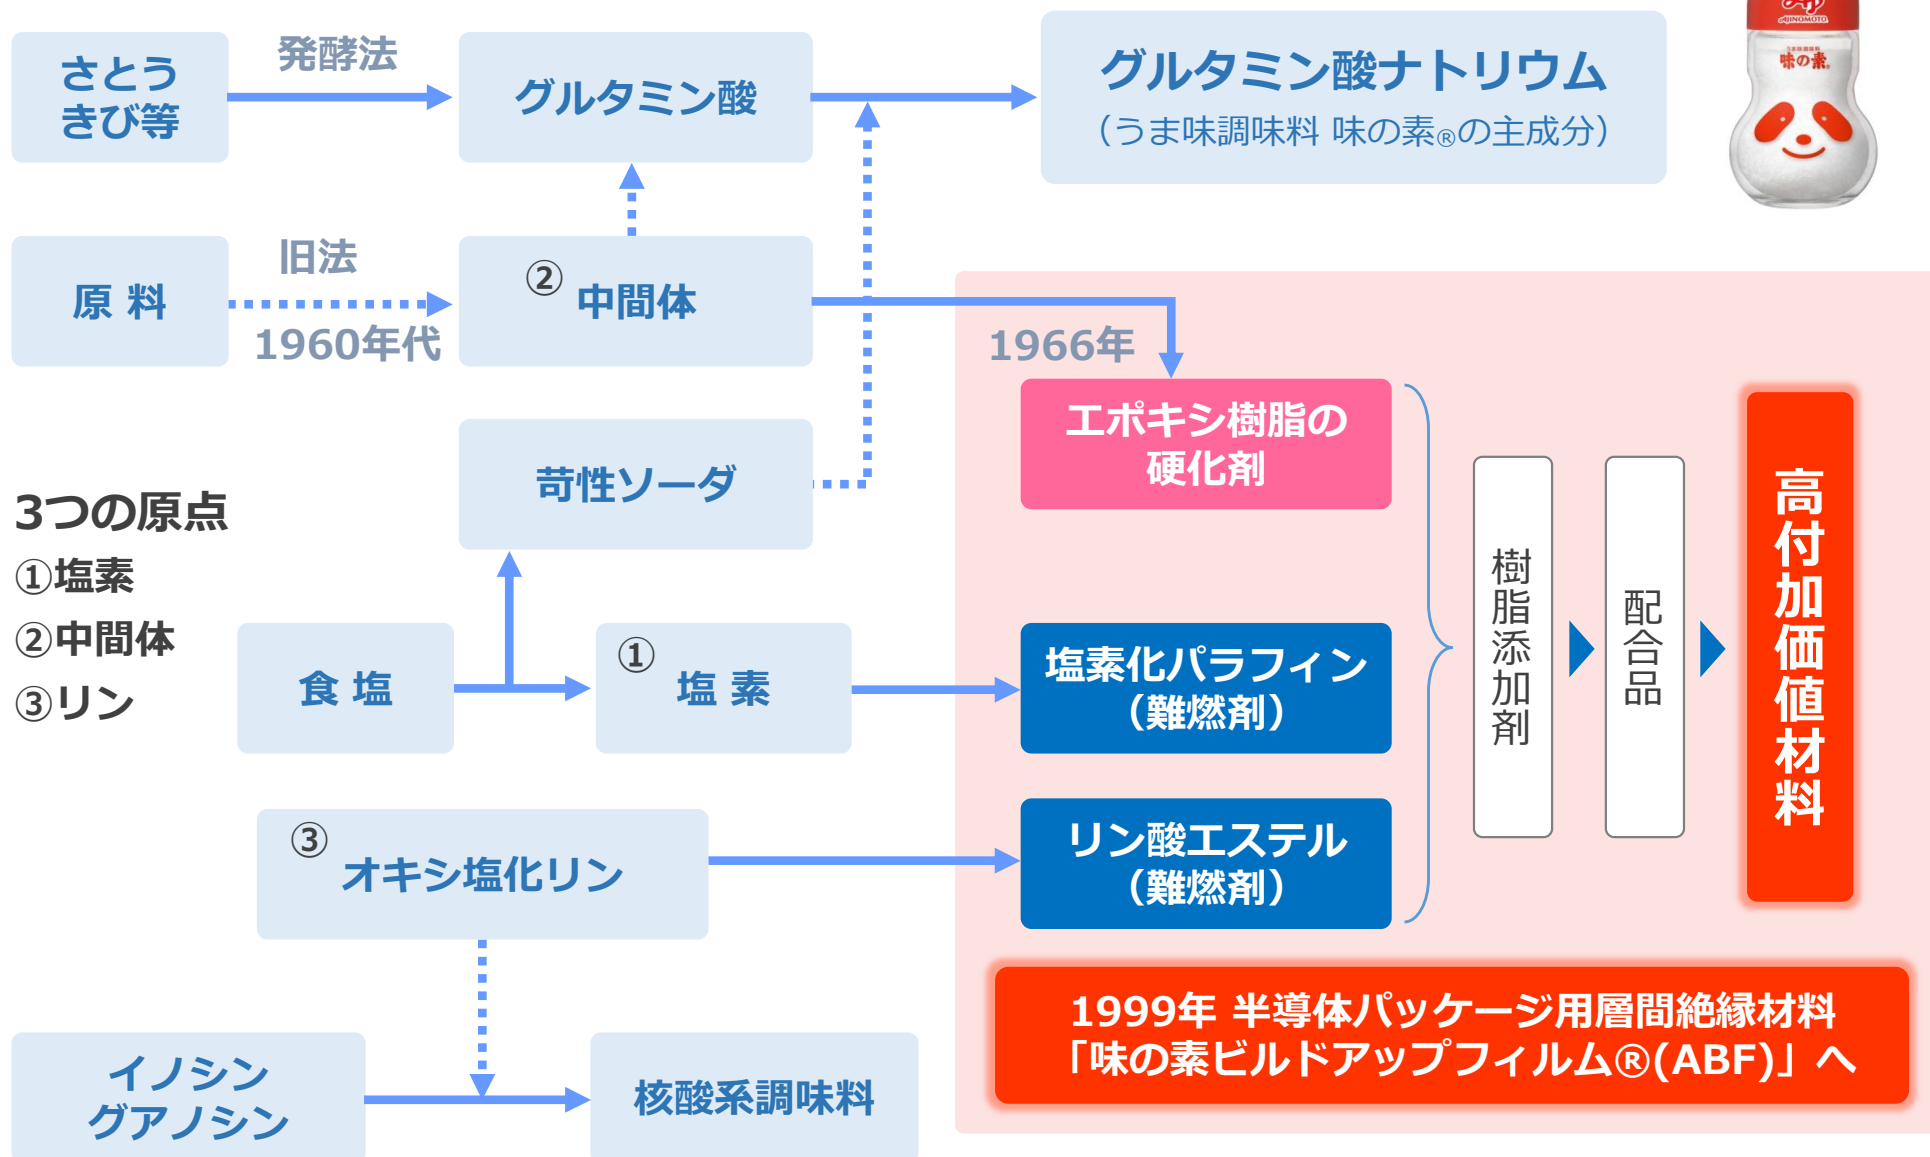 さとう
きび等
発酵法
グルタミン酸
グルタミン酸ナトリウム
（うま味調味料 味の素®の主成分）
AJINOMOTO
うま味調味料
味の素®
原 料
旧法
1960年代
②
中間体
1966年
エポキシ樹脂の
硬化剤
苛性ソーダ
3つの原点
①塩素
②中間体
③リン
食 塩
①
塩 素
塩素化パラフィン
（難燃剤）
③
オキシ塩化リン
リン酸エステル
（難燃剤）
樹脂添加剤
配合品
高付加価値材料
イノシン
グアノシン
核酸系調味料
1999年 半導体パッケージ用層間絶縁材料
「味の素ビルドアップフィルム®(ABF)」へ